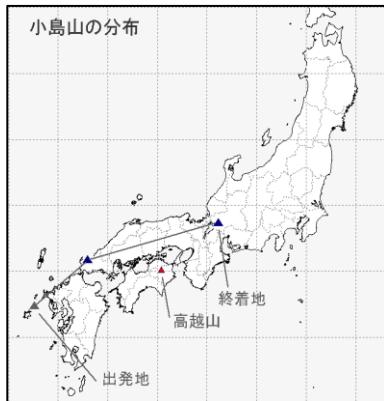 小島山の分布
終着地
高越山
出発地